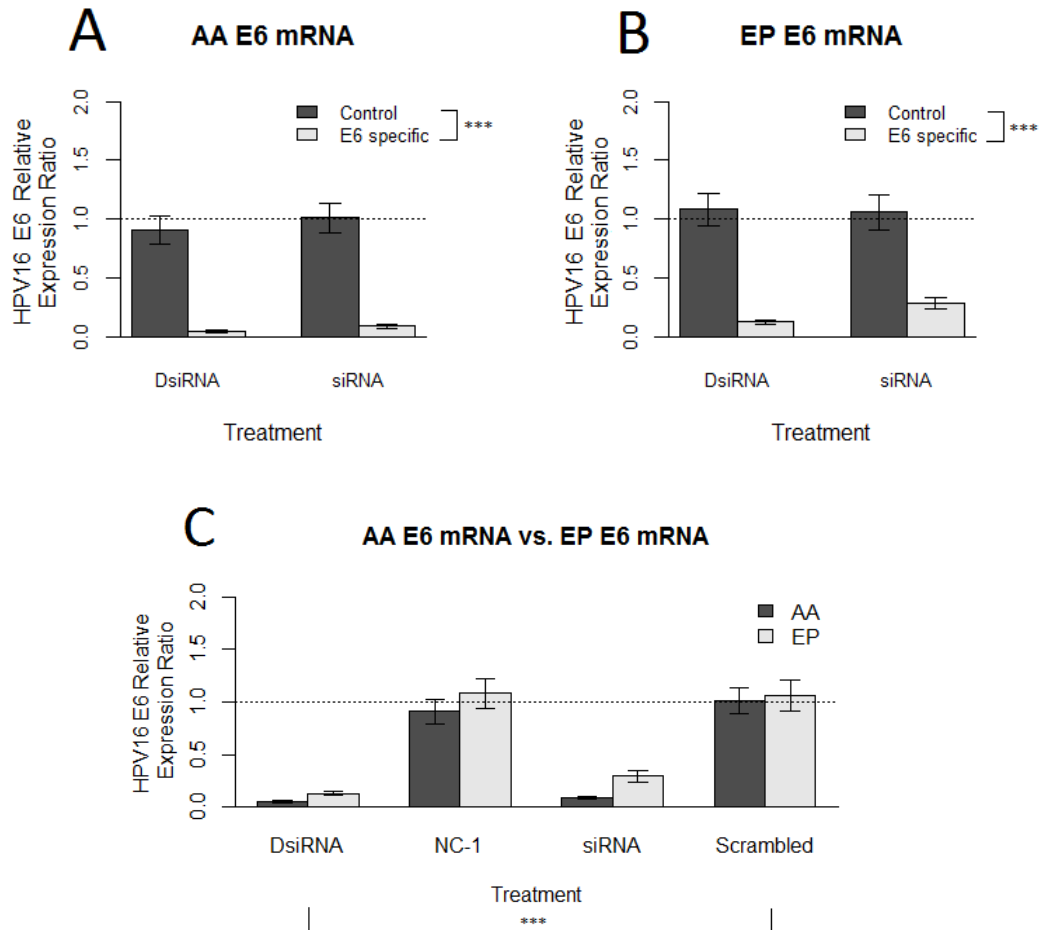 A
AA E6 mRNA
HPV16 E6 Relative
Expression Ratio
2.0
1.5
1.0
0.5
0.0
Control
E6 specific
***
DsiRNA
siRNA
Treatment
B
EP E6 mRNA
HPV16 E6 Relative
Expression Ratio
2.0
1.5
1.0
0.5
0.0
Control
E6 specific
***
DsiRNA
siRNA
Treatment
C
AA E6 mRNA vs. EP E6 mRNA
HPV16 E6 Relative
Expression Ratio
2.0
1.5
1.0
0.5
0.0
AA
EP
DsiRNA
NC-1
siRNA
Scrambled
Treatment
***